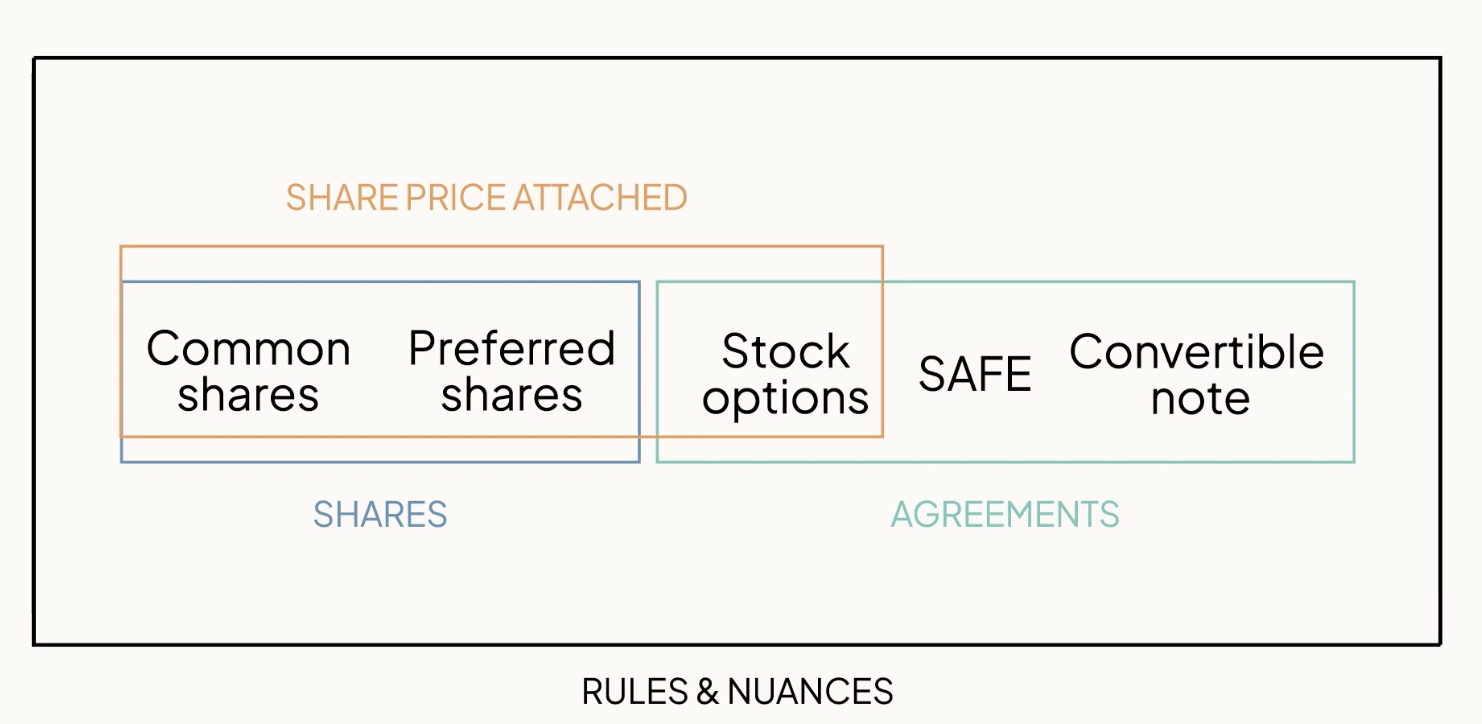 SHARE PRICE ATTACHED
Common
shares
Preferred
shares
Stock
options
SAFE
Convertible
note
SHARES
AGREEMENTS
RULES & NUANCES